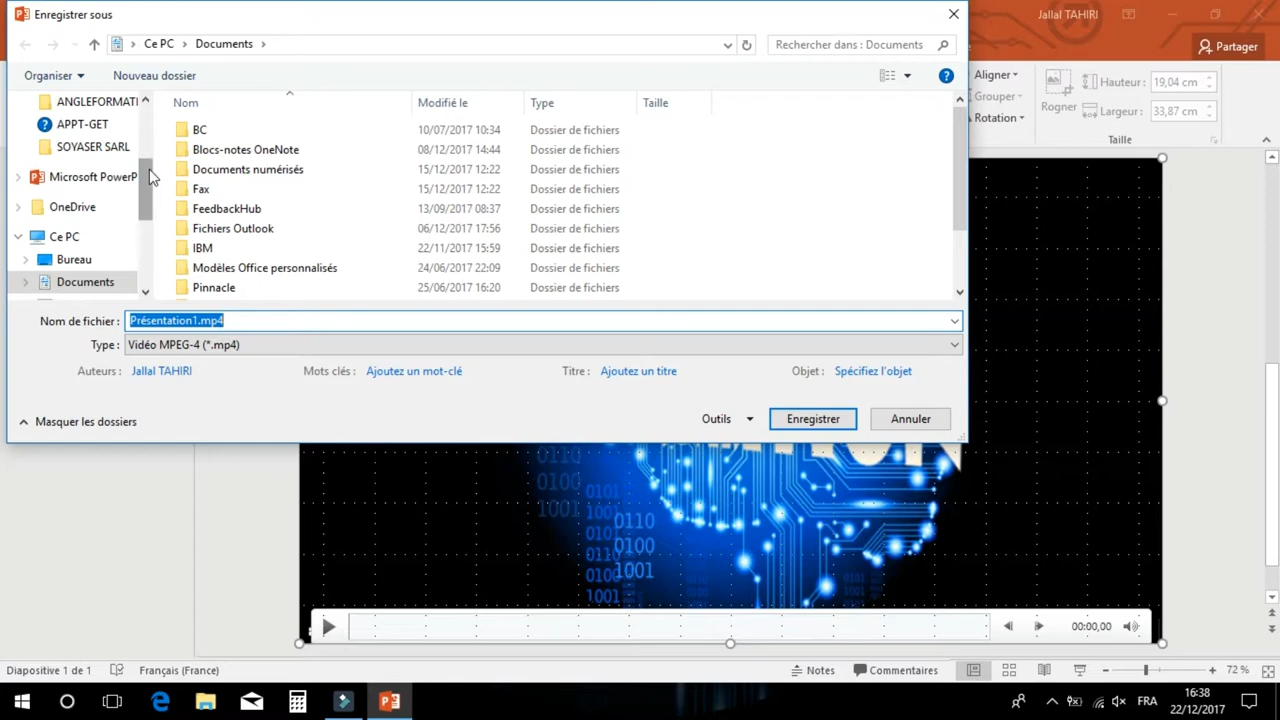 Enregistrer sous
Jallal TAHIRI
Ce PC
Documents
Rechercher dans : Documents
Partager
Organiser
Nouveau dossier
Aligner
Grouper
Rotation
Rogner
Hauteur :
19,04 cm
Largeur :
33,87 cm
Taille
ANGLEFORMATI
APPT-GET
SOYASER SARL
Microsoft PowerP
OneDrive
Ce PC
Bureau
Documents
Nom
Modifié le
Type
Taille
BC 10/07/2017 10:34 Dossier de fichiers
Blocs-notes OneNote 08/12/2017 14:44 Dossier de fichiers
Documents numérisés 15/12/2017 12:22 Dossier de fichiers
Fax 15/12/2017 12:22 Dossier de fichiers
FeedbackHub 13/09/2017 08:37 Dossier de fichiers
Fichiers Outlook 06/12/2017 17:56 Dossier de fichiers
IBM 22/11/2017 15:59 Dossier de fichiers
Modèles Office personnalisés 24/06/2017 22:09 Dossier de fichiers
Pinnacle 25/06/2017 16:20 Dossier de fichiers
Nom de fichier : Présentation1.mp4
Type : Vidéo MPEG-4 (*.mp4)
Auteurs : Jallal TAHIRI
Mots clés : Ajoutez un mot-clé
Titre : Ajoutez un titre
Objet : Spécifiez l'objet
Masquer les dossiers
Outils
Enregistrer
Annuler
0110
0100
1001
00:00,00
Diapositive 1 de 1
Français (France)
Notes
Commentaires
72 %
FRA
16:38
22/12/2017